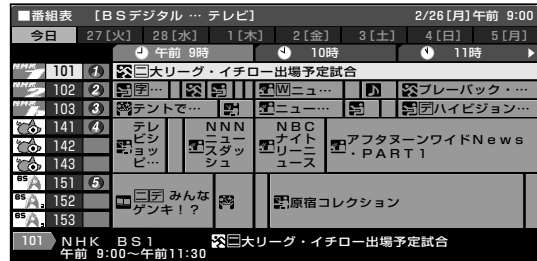 ■番組表 [BSデジタル … テレビ] 2/26[月]午前 9:00
今日 27[火] 28[水] 1[木] 2[金] 3[土] 4[日] 5[月]
午前 9時 10時 11時
101 ① 二大リーグ・イチロー出場予定試合
102 ② 字… Wニュ… ♪ プレーバック・…
103 ③ テントで… ニュー… デハイビジョン…
141 ④ テレビショッピ… NNNニュースダッシュ NBCナイトリーニュース アフタヌーンワイドNews・PART1
142
143
151 ⑤ 二デ みんなゲンキ!? 原宿コレクション
152
153
101 NHK BS1 二大リーグ・イチロー出場予定試合
午前 9:00~午前11:30